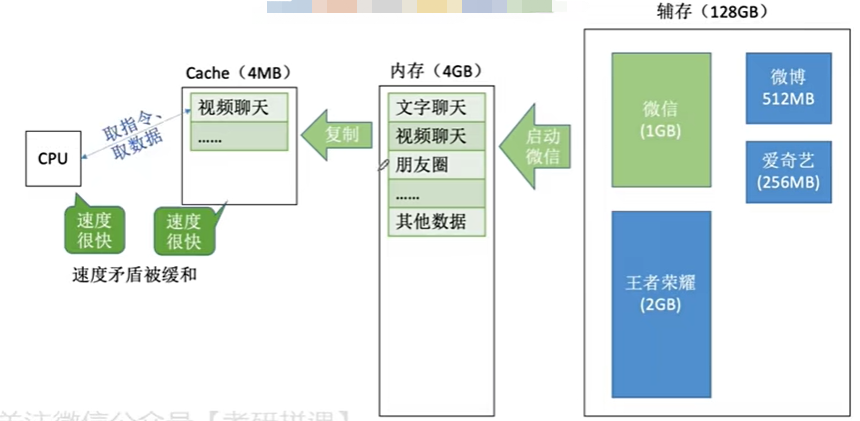 辅存（128GB）
Cache（4MB）
内存（4GB）
视频聊天
……
取指令、
取数据
CPU
复制
文字聊天
视频聊天
朋友圈
……
其他数据
启动
微信
微信
(1GB)
微博
512MB
爱奇艺
(256MB)
王者荣耀
(2GB)
速度
很快
速度
很快
速度矛盾被缓和
关注微信公众号【考研拼课】